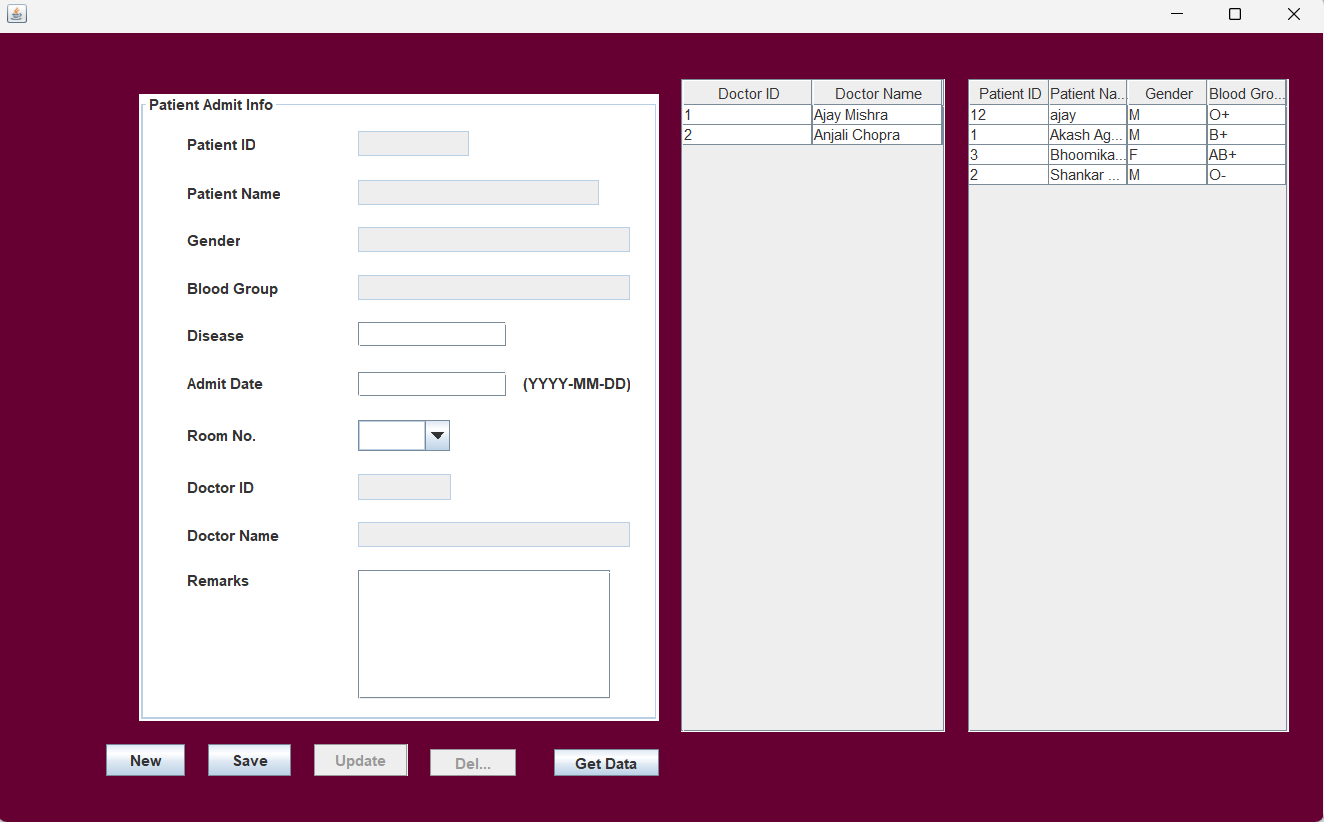 Patient Admit Info
Patient ID
Patient Name
Gender
Blood Group
Disease
Admit Date (YYYY-MM-DD)
Room No.
Doctor ID
Doctor Name
Remarks
New Save Update Del... Get Data
Doctor ID Doctor Name
1 Ajay Mishra
2 Anjali Chopra
Patient ID Patient Na... Gender Blood Gro...
12 ajay M O+
1 Akash Ag... M B+
3 Bhoomika... F AB+
2 Shankar ... M O-